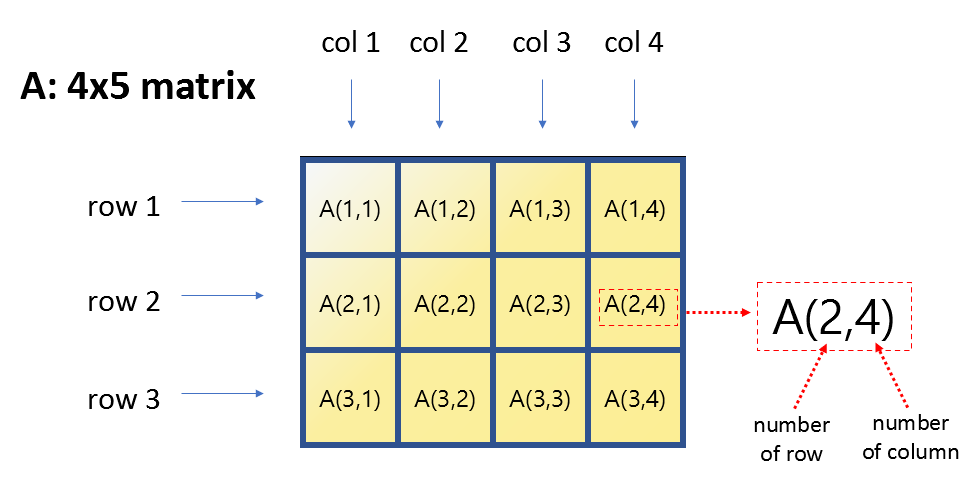 col 1 col 2 col 3 col 4
A: 4x5 matrix
row 1 A(1,1) A(1,2) A(1,3) A(1,4)
row 2 A(2,1) A(2,2) A(2,3) A(2,4) A(2,4)
row 3 A(3,1) A(3,2) A(3,3) A(3,4)
number number
of row of column